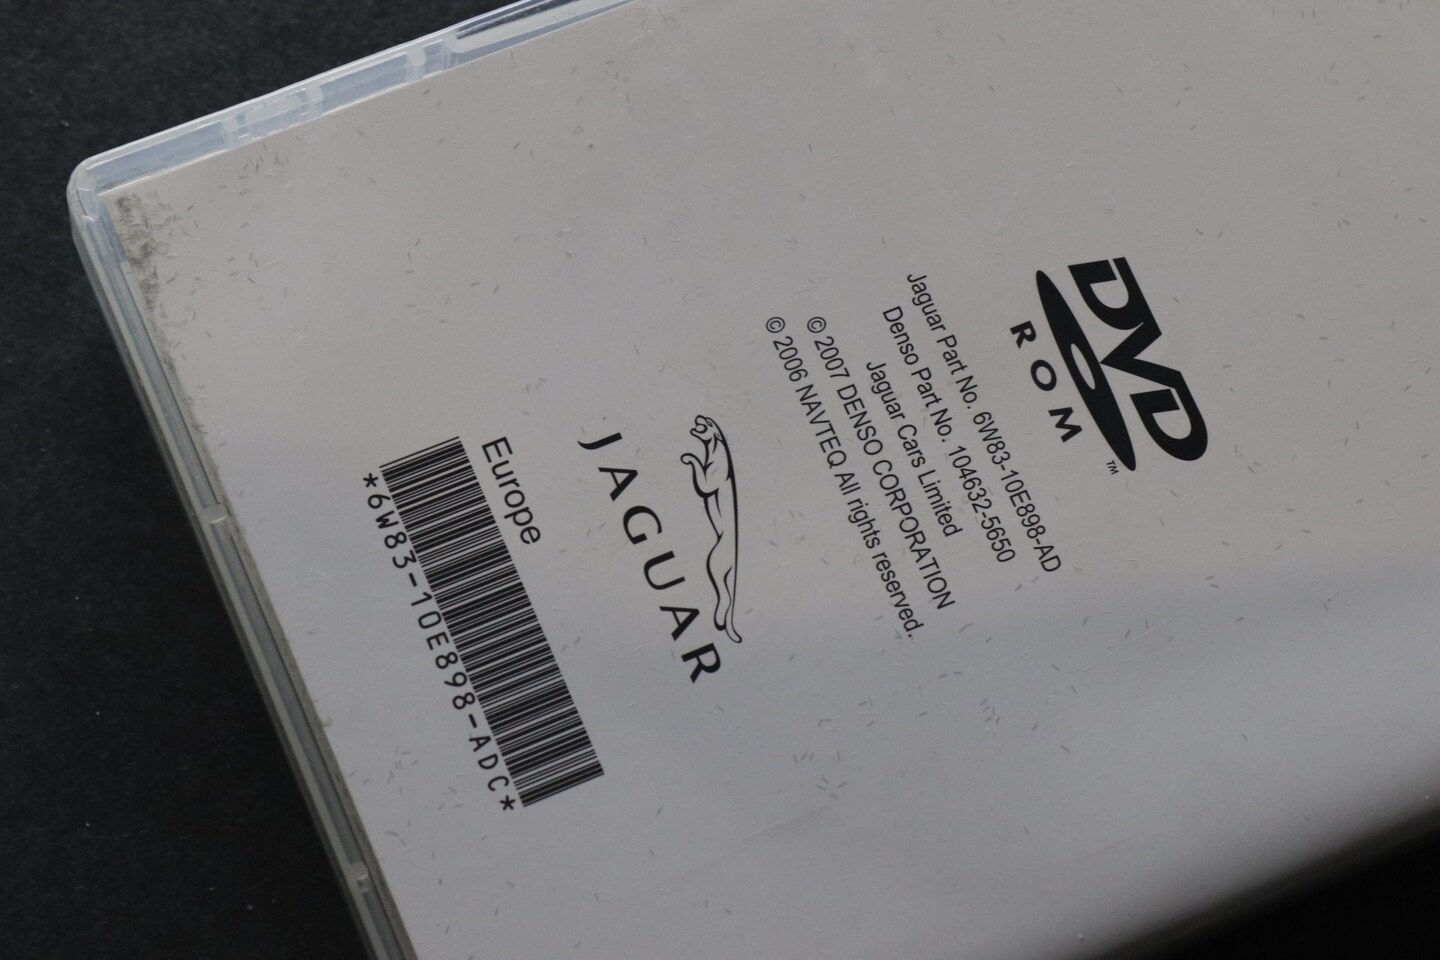 DVD
ROM™
Jaguar Part No. 6W83-10E898-AD
Denso Part No. 104632-5650
Jaguar Cars Limited
© 2007 DENSO CORPORATION
© 2006 NAVTEQ All rights reserved.
JAGUAR
Europe
*6W83-10E898-ADC*